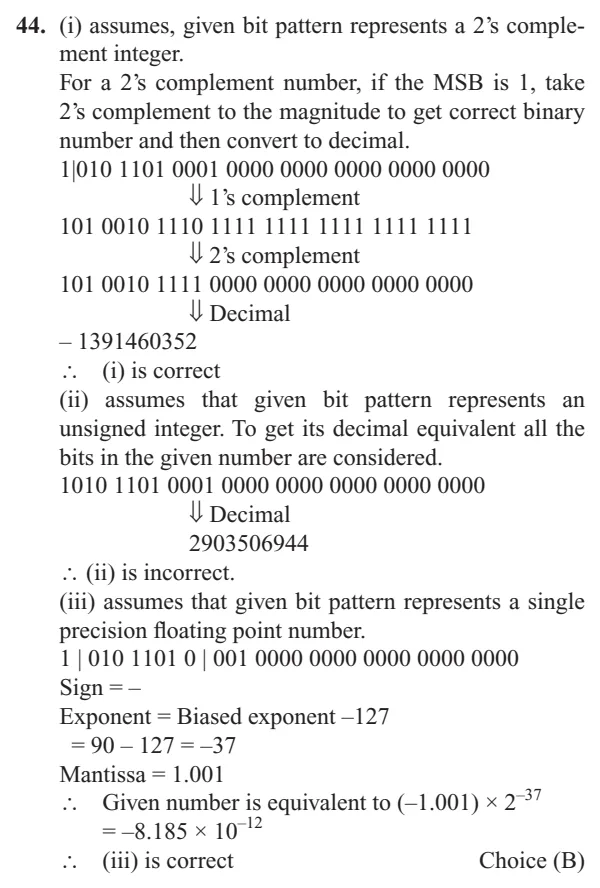 44. (i) assumes, given bit pattern represents a 2’s comple-
ment integer.
For a 2’s complement number, if the MSB is 1, take
2’s complement to the magnitude to get correct binary
number and then convert to decimal.
1|010 1101 0001 0000 0000 0000 0000 0000
⇓ 1’s complement
101 0010 1110 1111 1111 1111 1111 1111
⇓ 2’s complement
101 0010 1111 0000 0000 0000 0000 0000
⇓ Decimal
– 1391460352
∴ (i) is correct
(ii) assumes that given bit pattern represents an
unsigned integer. To get its decimal equivalent all the
bits in the given number are considered.
1010 1101 0001 0000 0000 0000 0000 0000
⇓ Decimal
2903506944
∴ (ii) is incorrect.
(iii) assumes that given bit pattern represents a single
precision floating point number.
1 | 010 1101 0 | 001 0000 0000 0000 0000 0000
Sign = –
Exponent = Biased exponent –127
= 90 – 127 = –37
Mantissa = 1.001
∴ Given number is equivalent to (–1.001) × 2⁻³⁷
= –8.185 × 10⁻¹²
∴ (iii) is correct Choice (B)